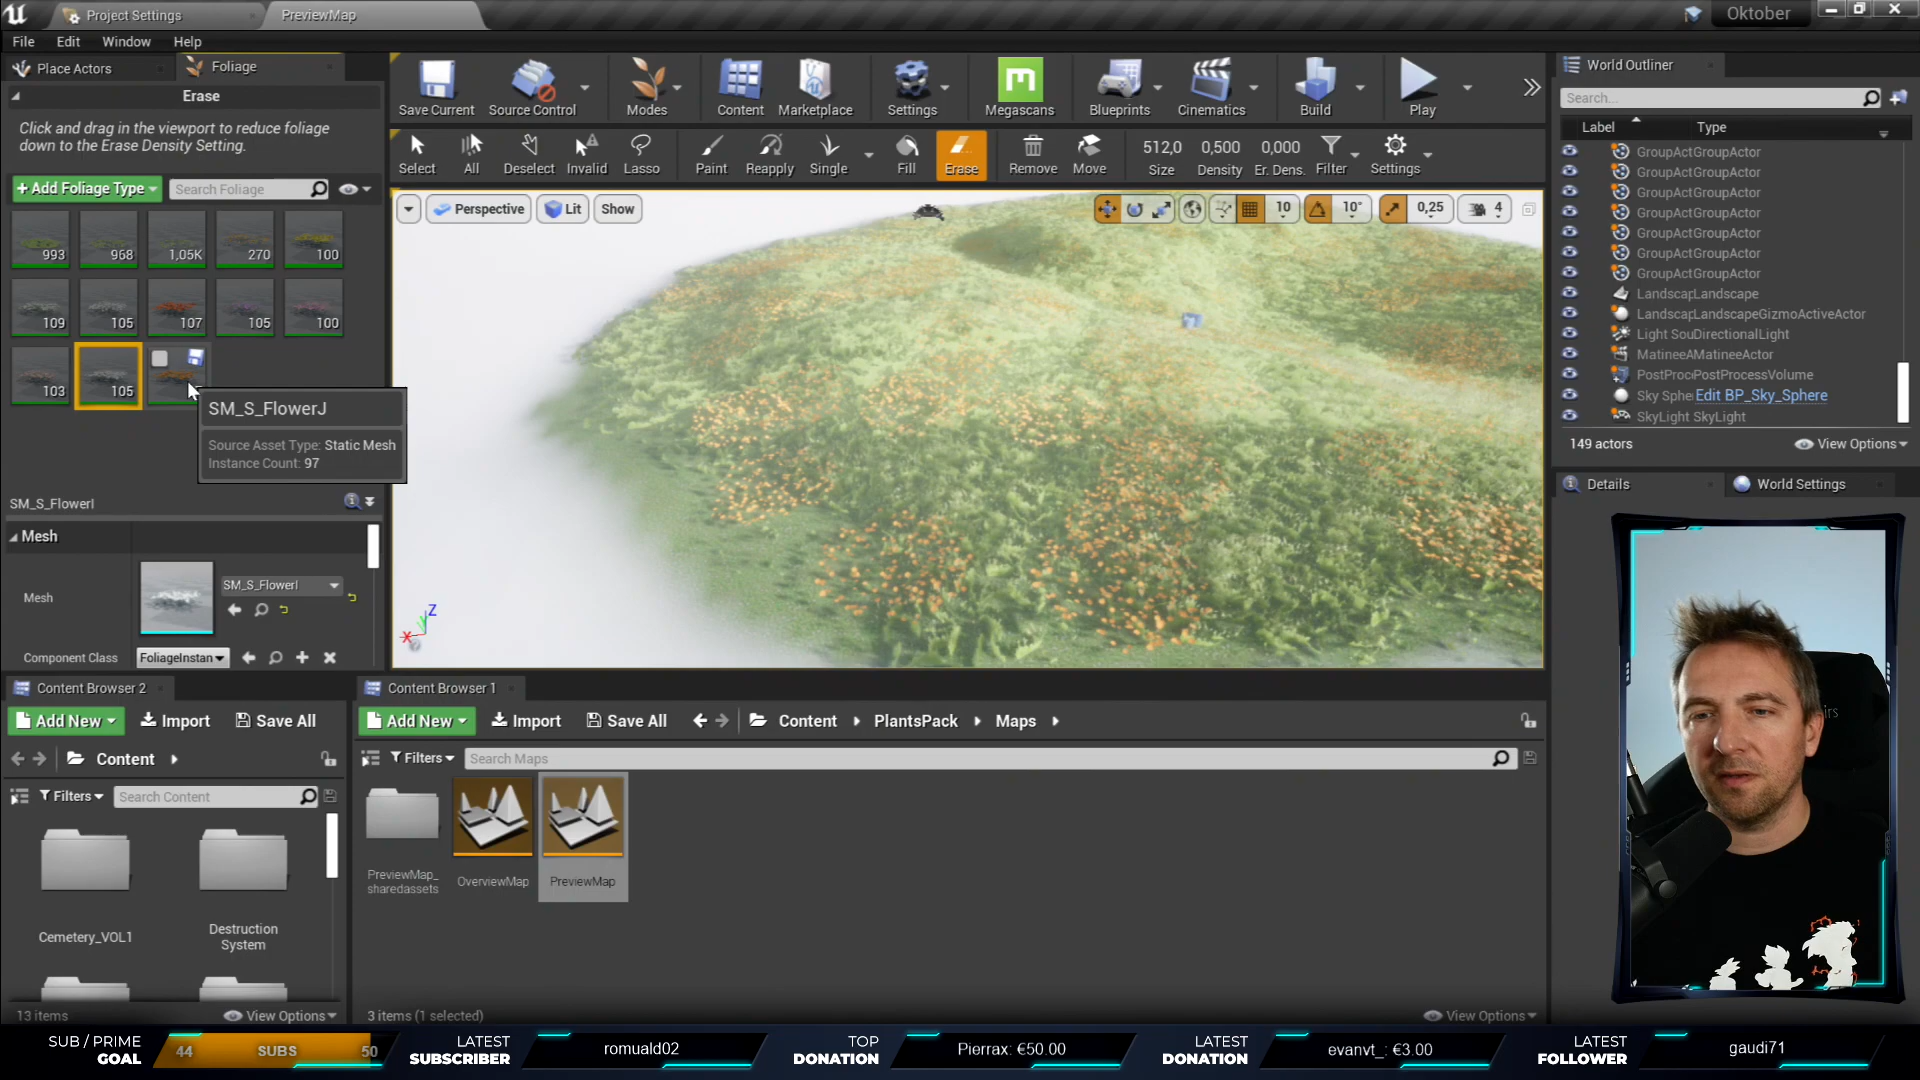 Project Settings
PreviewMap
Oktober
File Edit Window Help
Place Actors
Foliage
Erase
Click and drag in the viewport to reduce foliage
down to the Erase Density Setting.
+ Add Foliage Type
Search Foliage
993 968 1,05K 270 100
109 105 107 105 100
103 105
SM_S_FlowerJ
Source Asset Type: Static Mesh
Instance Count: 97
SM_S_FlowerI
Mesh
Mesh
SM_S_FlowerI
Component Class
FoliageInstan
Save Current
Source Control
Modes
Content
Marketplace
Settings
Megascans
Blueprints
Cinematics
Build
Play
Select
All
Deselect
Invalid
Lasso
Paint
Reapply
Single
Fill
Erase
Remove
Move
512,0
Size
0,500
Density
0,000
Er. Dens.
Filter
Settings
Perspective
Lit
Show
10
10°
0,25
4
Z
X
World Outliner
Search...
Label Type
GroupActGroupActor
GroupActGroupActor
GroupActGroupActor
GroupActGroupActor
GroupActGroupActor
GroupActGroupActor
GroupActGroupActor
LandscapLandscape
LandscapLandscapeGizmoActiveActor
Light SouDirectionalLight
MatineeAMatineeActor
PostProcPostProcessVolume
Sky SpheEdit BP_Sky_Sphere
SkyLight SkyLight
149 actors
View Options
Details
World Settings
Content Browser 2
Add New
Import
Save All
Content
Filters
Search Content
Cemetery_VOL1
Destruction
System
13 items
View Options
Content Browser 1
Add New
Import
Save All
Content
PlantsPack
Maps
Filters
Search Maps
PreviewMap_
sharedassets
OverviewMap
PreviewMap
3 items (1 selected)
View Options
SUB / PRIME
GOAL
44 SUBS 50
LATEST
SUBSCRIBER
romuald02
TOP
DONATION
Pierrax: €50.00
LATEST
DONATION
evanvt_: €3.00
LATEST
FOLLOWER
gaudi71